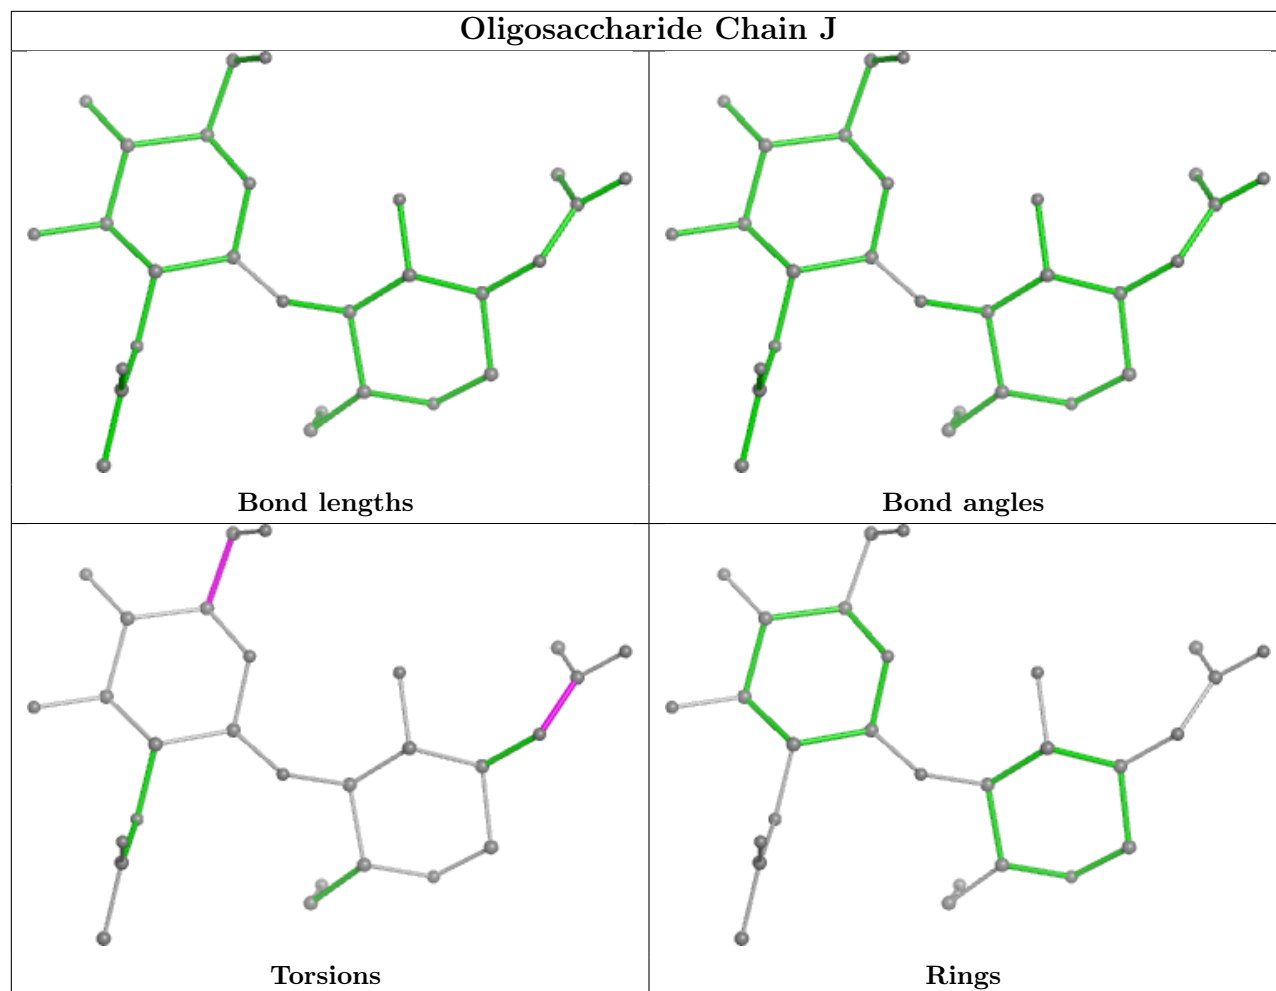 Oligosaccharide Chain J
Bond lengths
Bond angles
Torsions
Rings